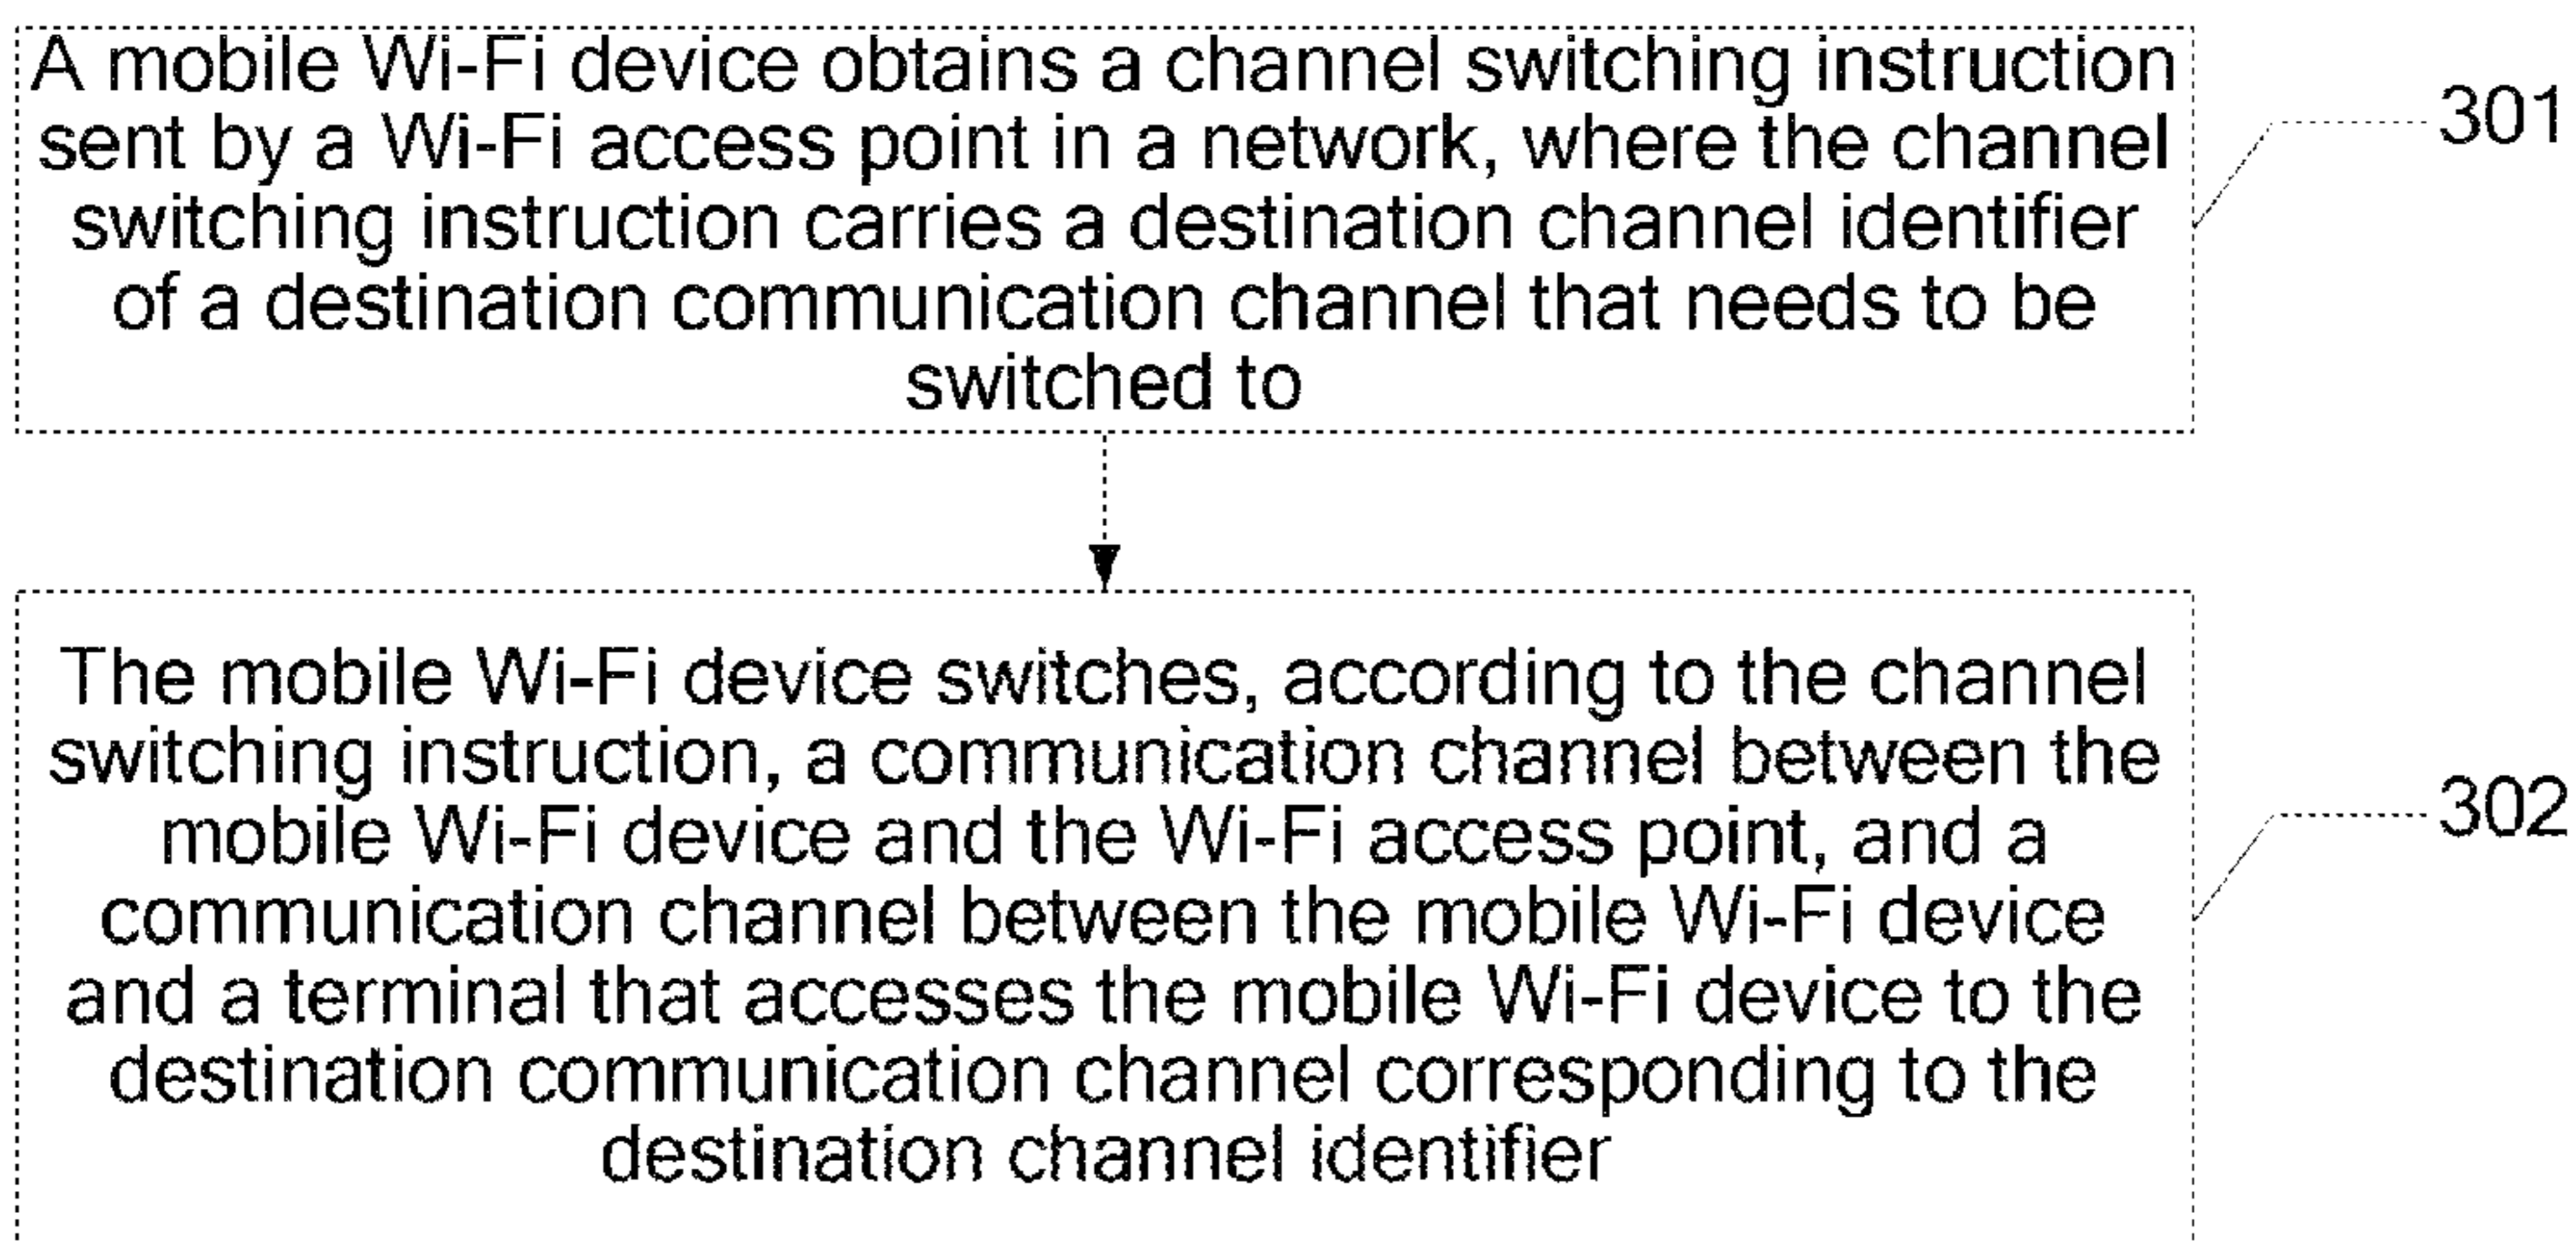 A mobile Wi-Fi device obtains a channel switching instruction
sent by a Wi-Fi access point in a network, where the channel
switching instruction carries a destination channel identifier
of a destination communication channel that needs to be
switched to
301
The mobile Wi-Fi device switches, according to the channel
switching instruction, a communication channel between the
mobile Wi-Fi device and the Wi-Fi access point, and a
communication channel between the mobile Wi-Fi device
and a terminal that accesses the mobile Wi-Fi device to the
destination communication channel corresponding to the
destination channel identifier
302